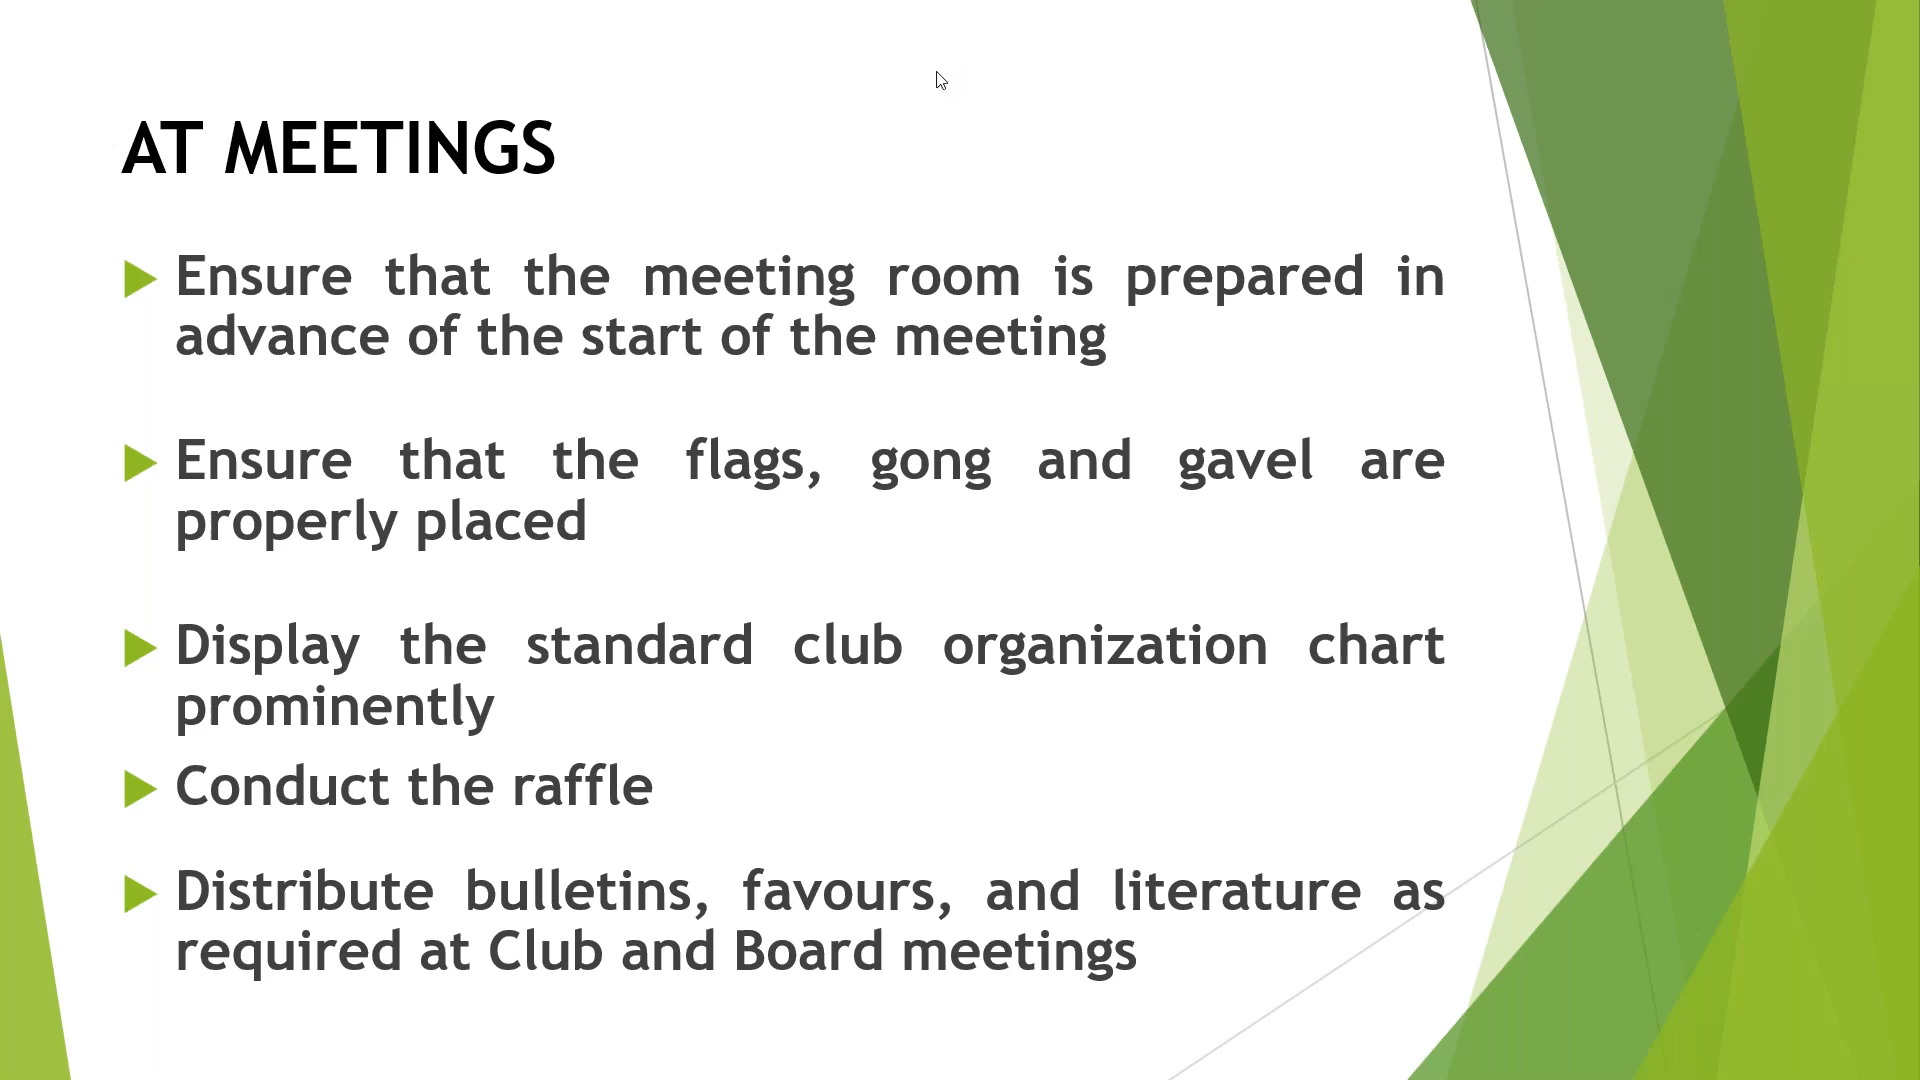 AT MEETINGS
Ensure that the meeting room is prepared in
advance of the start of the meeting
Ensure that the flags, gong and gavel are
properly placed
Display the standard club organization chart
prominently
Conduct the raffle
Distribute bulletins, favours, and literature as
required at Club and Board meetings